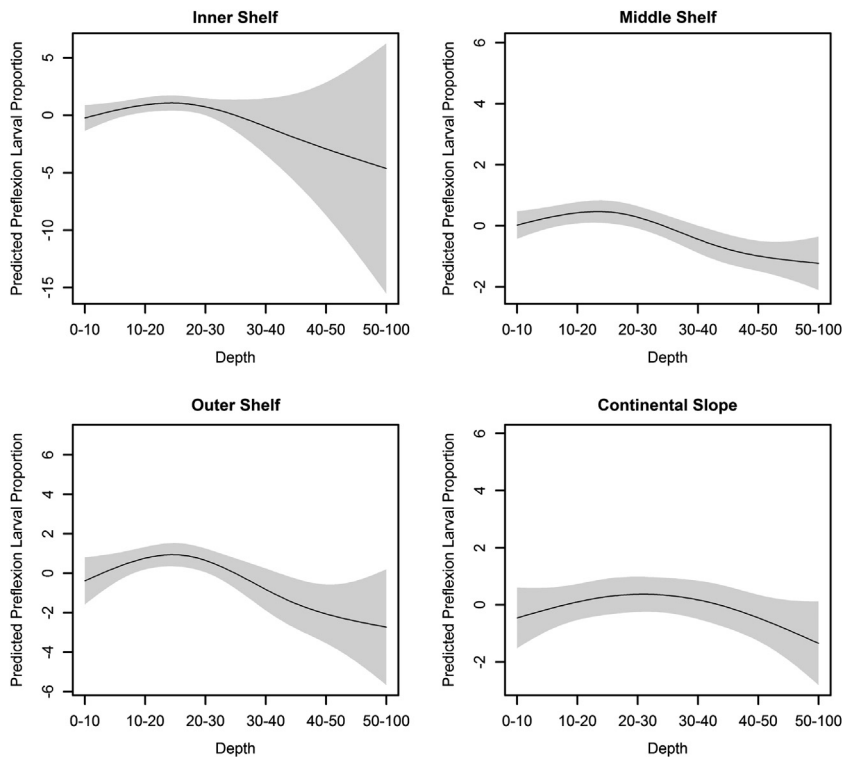 Inner Shelf
Predicted Preflexion Larval Proportion
5
0
-5
-10
-15
0-10 10-20 20-30 30-40 40-50 50-100
Depth
Middle Shelf
Predicted Preflexion Larval Proportion
6
4
2
0
-2
0-10 10-20 20-30 30-40 40-50 50-100
Depth
Outer Shelf
Predicted Preflexion Larval Proportion
6
4
2
0
-2
-4
-6
0-10 10-20 20-30 30-40 40-50 50-100
Depth
Continental Slope
Predicted Preflexion Larval Proportion
6
4
2
0
-2
0-10 10-20 20-30 30-40 40-50 50-100
Depth